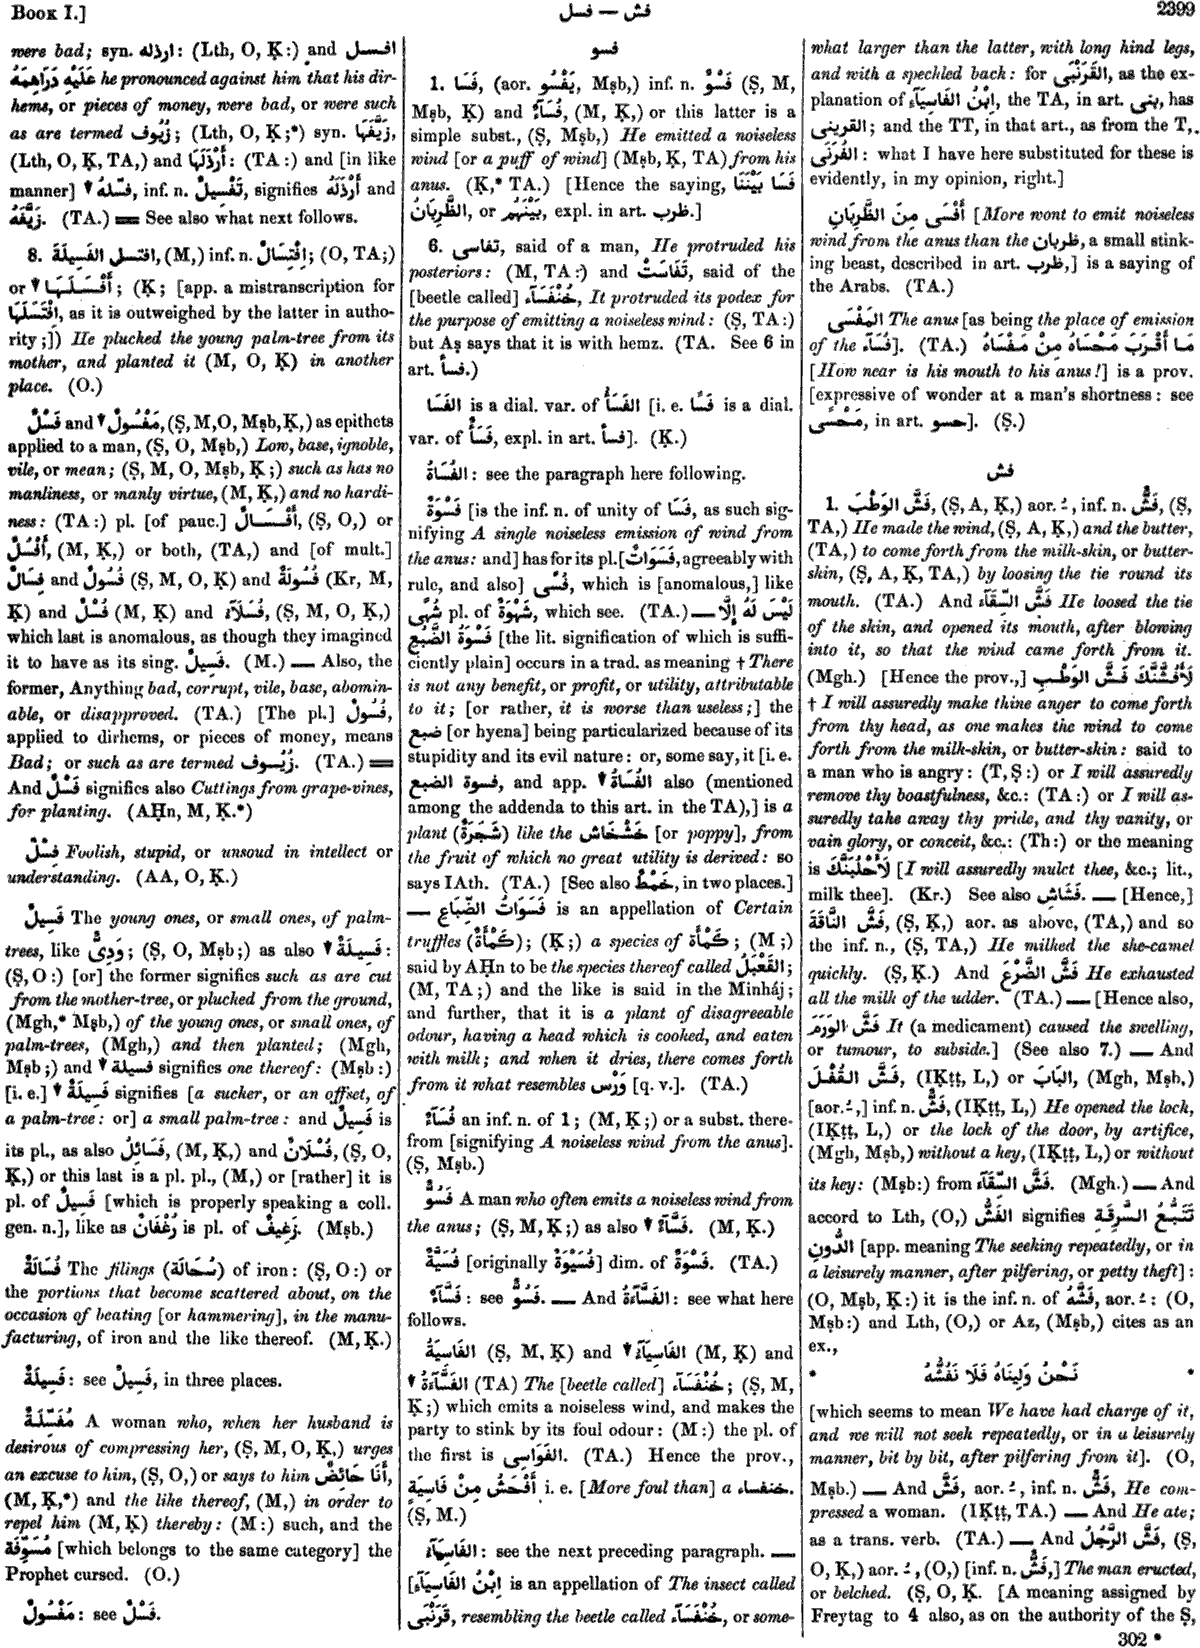 Book I.]
فسل — فش
2399
were bad; syn. ارذله: (Lth, O, Ḳ:) and افسل
عَلَيْهِ دَرَاهِمَهُ he pronounced against him that his dir-
hems, or pieces of money, were bad, or were such
as are termed زُيُوف; (Lth, O, Ḳ;*) syn. زَيَّفَهَا,
(Lth, O, Ḳ, TA,) and أَرْذَلَهَا: (TA:) and [in like
manner] ▼ فسّلهُ, inf. n. تَفْسِيلٌ, signifies أَرْذَلَهُ and
زَيَّفَهُ. (TA.) ═ See also what next follows.
8. افتسل الفَسِيلَةَ, (M,) inf. n. اِفْتِسَالٌ; (O, TA;)
or ▼ أَفْسَلَهَا; (Ḳ; [app. a mistranscription for
اِفْتَسَلَهَا, as it is outweighed by the latter in autho-
rity;]) He plucked the young palm-tree from its
mother, and planted it (M, O, Ḳ) in another
place. (O.)
فَسْلٌ and ▼ مَفْسُولٌ, (Ṣ, M, O, Mṣb, Ḳ,) as epithets
applied to a man, (Ṣ, O, Mṣb,) Low, base, ignoble,
vile, or mean; (Ṣ, M, O, Mṣb, Ḳ;) such as has no
manliness, or manly virtue, (M, Ḳ,) and no hardi-
ness: (TA:) pl. [of pauc.] أَفْسَالٌ, (Ṣ, O,) or
أَفْسُلٌ, (M, Ḳ,) or both, (TA,) and [of mult.]
فِسَالٌ and فُسُولٌ (Ṣ, M, O, Ḳ) and فُسُولَةٌ (Kr, M,
Ḳ) and فُسْلٌ (M, Ḳ) and فُسَلَآءُ, (Ṣ, M, O, Ḳ,)
which last is anomalous, as though they imagined
it to have as its sing. فَسِيلٌ. (M.) — Also, the
former, Anything bad, corrupt, vile, base, abomin-
able, or disapproved. (TA.) [The pl.] فُسُولٌ,
applied to dirhems, or pieces of money, means
Bad; or such as are termed زُيُوف. (TA.) ═
And فَسْلٌ signifies also Cuttings from grape-vines,
for planting. (AḤn, M, Ḳ.*)
فِسْلٌ Foolish, stupid, or unsound in intellect or
understanding. (AA, O, Ḳ.)
فَسِيلٌ The young ones, or small ones, of palm-
trees, like وَدِىٌّ; (Ṣ, O, Mṣb;) as also ▼ فَسِيلَةٌ:
(Ṣ, O:) [or] the former signifies such as are cut
from the mother-tree, or plucked from the ground,
(Mgh,* Mṣb,) of the young ones, or small ones, of
palm-trees, (Mgh,) and then planted; (Mgh,
Mṣb;) and ▼ فسيلة signifies one thereof: (Mṣb:)
[i. e.] ▼ فَسِيلَةٌ signifies [a sucker, or an offset, of
a palm-tree: or] a small palm-tree: and فَسِيلٌ is
its pl., as also فَسَائِلُ, (M, Ḳ,) and فُسْلَانٌ, (Ṣ, O,
Ḳ,) or this last is a pl. pl., (M,) or [rather] it is
pl. of فَسِيلٌ [which is properly speaking a coll.
gen. n.], like as رُغْفَانٌ is pl. of رَغِيفٌ. (Mṣb.)
فُسَالَةٌ The filings (سُحَالَة) of iron: (Ṣ, O:) or
the portions that become scattered about, on the
occasion of beating [or hammering], in the manu-
facturing, of iron and the like thereof. (M, Ḳ.)
فَسِيلَةٌ: see فَسِيلٌ, in three places.
مُفَسِّلَةٌ A woman who, when her husband is
desirous of compressing her, (Ṣ, M, O, Ḳ,) urges
an excuse to him, (Ṣ, O,) or says to him أَنَا حَائِضٌ,
(M, Ḳ,*) and the like thereof, (M,) in order to
repel him (M, Ḳ) thereby: (M:) such, and the
مُسَوِّفَة [which belongs to the same category] the
Prophet cursed. (O.)
مَفْسُولٌ: see فَسْلٌ.
فسو
1. فَسَا, (aor. يَفْسُو, Mṣb,) inf. n. فَسْوٌ (Ṣ, M,
Mṣb, Ḳ) and فُسَآءٌ, (M, Ḳ,) or this latter is a
simple subst., (Ṣ, Mṣb,) He emitted a noiseless
wind [or a puff of wind] (Mṣb, Ḳ, TA) from his
anus. (Ḳ,* TA.) [Hence the saying, فَسَا بَيْنَنَا
الظَّرِبَانُ, or بَيْنَهُم, expl. in art. ظرب.]
6. تفاسى, said of a man, He protruded his
posteriors: (M, TA:) and تَفَاسَتْ, said of the
[beetle called] خُنْفَسَآء, It protruded its podex for
the purpose of emitting a noiseless wind: (Ṣ, TA:)
but Aṣ says that it is with hemz. (TA. See 6 in
art. فسأ.)
الفَسَا is a dial. var. of الفَسَأُ [i. e. فَسًا is a dial.
var. of فَسَأٌ, expl. in art. فسأ]. (Ḳ.)
الفُسَاةُ: see the paragraph here following.
فَسْوَةٌ [is the inf. n. of unity of فَسَا, as such sig-
nifying A single noiseless emission of wind from
the anus: and] has for its pl. [فَسَوَاتٌ, agreeably with
rule, and also] فُسًى, which is [anomalous,] like
شُهًى pl. of شَهْوَةٌ, which see. (TA.) — لَيْسَ لَهُ إِلَّا
فَسْوَةُ الضَّبُعِ [the lit. signification of which is suffi-
ciently plain] occurs in a trad. as meaning † There
is not any benefit, or profit, or utility, attributable
to it; [or rather, it is worse than useless;] the
ضبع [or hyena] being particularized because of its
stupidity and its evil nature: or, some say, it [i. e.
فسوة الضبع, and app. ▼ الفُسَاةُ also (mentioned
among the addenda to this art. in the TA),] is a
plant (شَجَرَةٌ) like the خَشْخَاش [or poppy], from
the fruit of which no great utility is derived: so
says IAth. (TA.) [See also خَمْطٌ, in two places.]
— فَسَوَاتُ الضِّبَاعِ is an appellation of Certain
truffles (كَمْأَةٌ); (Ḳ;) a species of كَمْأَة; (M;)
said by AḤn to be the species thereof called القَعْبَلُ;
(M, TA;) and the like is said in the Minháj;
and further, that it is a plant of disagreeable
odour, having a head which is cooked, and eaten
with milk; and when it dries, there comes forth
from it what resembles وَرْس [q. v.]. (TA.)
فُسَآءٌ an inf. n. of 1; (M, Ḳ;) or a subst. there-
from [signifying A noiseless wind from the anus].
(Ṣ, Mṣb.)
فَسُوٌّ A man who often emits a noiseless wind from
the anus; (Ṣ, M, Ḳ;) as also ▼ فَسَّآءٌ. (M, Ḳ.)
فُسَيَّةٌ [originally فُسَيْوَةٌ] dim. of فَسْوَةٌ. (TA.)
فَسَّآءٌ: see فَسُوٌّ. — And الفَسَّآءَةُ: see what here
follows.
الفَاسِيَةُ (Ṣ, M, Ḳ) and ▼ الفَاسِيَآءُ (M, Ḳ) and
▼ الفَسَّآءَةُ (TA) The [beetle called] خُنْفَسَآء; (Ṣ, M,
Ḳ;) which emits a noiseless wind, and makes the
party to stink by its foul odour: (M:) the pl. of
the first is الفَوَاسِى. (TA.) Hence the prov.,
أَفْحَشُ مِنْ فَاسِيَةٍ i. e. [More foul than] a خنفساء.
(Ṣ, M.)
الفَاسِيَآءُ: see the next preceding paragraph. —
[اِبْنُ الفَاسِيَآءِ is an appellation of The insect called
قَرَنْبَى, resembling the beetle called خُنْفَسَآء, or some-
what larger than the latter, with long hind legs,
and with a speckled back: for القَرَنْبَى, as the ex-
planation of اِبْنُ الفَاسِيَآءِ, the TA, in art. بنى, has
القرينى; and the TT, in that art., as from the T,
القُرَنَى: what I have here substituted for these is
evidently, in my opinion, right.]
أَفْسَى مِنَ الظَّرِبَانِ [More wont to emit noiseless
wind from the anus than the ظربان, a small stink-
ing beast, described in art. ظرب,] is a saying of
the Arabs. (TA.)
المَفْسَى The anus [as being the place of emission
of the فُسَآء]. (TA.) مَا أَقْرَبَ مَحْسَاهُ مِنْ مَفْسَاهُ
[How near is his mouth to his anus!] is a prov.
[expressive of wonder at a man's shortness: see
مَحْسًى, in art. حسو]. (Ṣ.)
فش
1. فَشَّ الوَطْبَ, (Ṣ, A, Ḳ,) aor. ـُ, inf. n. فَشٌّ, (Ṣ,
TA,) He made the wind, (Ṣ, A, Ḳ,) and the butter,
(TA,) to come forth from the milk-skin, or butter-
skin, (Ṣ, A, Ḳ, TA,) by loosing the tie round its
mouth. (TA.) And فَشَّ السِّقَآءَ He loosed the tie
of the skin, and opened its mouth, after blowing
into it, so that the wind came forth from it.
(Mgh.) [Hence the prov.,] لَأَفُشَّنَّكَ فَشَّ الوَطْبِ
† I will assuredly make thine anger to come forth
from thy head, as one makes the wind to come
forth from the milk-skin, or butter-skin: said to
a man who is angry: (T, Ṣ:) or I will assuredly
remove thy boastfulness, &c.: (TA:) or I will as-
suredly take away thy pride, and thy vanity, or
vain glory, or conceit, &c.: (Th:) or the meaning
is لَأَحْلُبَنَّكَ [I will assuredly mulct thee, &c.; lit.,
milk thee]. (Kr.) See also فَشَّاشِ. — [Hence,]
فَشَّ النَّاقَةَ, (Ṣ, Ḳ,) aor. as above, (TA,) and so
the inf. n., (Ṣ, TA,) He milked the she-camel
quickly. (Ṣ, Ḳ.) And فَشَّ الضَّرْعَ He exhausted
all the milk of the udder. (TA.) — [Hence also,
فَشَّ الوَرَمَ It (a medicament) caused the swelling,
or tumour, to subside.] (See also 7.) — And
فَشَّ القُفْلَ, (IḲṭṭ, L,) or البَابَ, (Mgh, Mṣb,)
[aor. ـُ,] inf. n. فَشٌّ, (IḲṭṭ, L,) He opened the lock,
(IḲṭṭ, L,) or the lock of the door, by artifice,
(Mgh, Mṣb,) without a key, (IḲṭṭ, L,) or without
its key: (Mṣb:) from فَشَّ السِّقَآءَ. (Mgh.) — And
accord to Lth, (O,) الفَشُّ signifies تَتَبُّعُ السَّرِقَةِ
الدُّونِ [app. meaning The seeking repeatedly, or in
a leisurely manner, after pilfering, or petty theft]:
(O, Mṣb, Ḳ:) it is the inf. n. of فَشَّهُ, aor. ـُ: (O,
Mṣb:) and Lth, (O,) or Az, (Mṣb,) cites as an
ex.,
* نَحْنُ وَلِينَاهُ فَلَا نَفُشُّهُ *
[which seems to mean We have had charge of it,
and we will not seek repeatedly, or in a leisurely
manner, bit by bit, after pilfering from it]. (O,
Mṣb.) — And فَشَّ, aor. ـُ, inf. n. فَشٌّ, He com-
pressed a woman. (IḲṭṭ, TA.) — And He ate;
as a trans. verb. (TA.) — And فَشَّ الرَّجُلُ, (Ṣ,
O, Ḳ,) aor. ـُ, (O,) [inf. n. فَشٌّ,] The man eructed,
or belched. (Ṣ, O, Ḳ. [A meaning assigned by
Freytag to 4 also, as on the authority of the Ṣ,
302 *